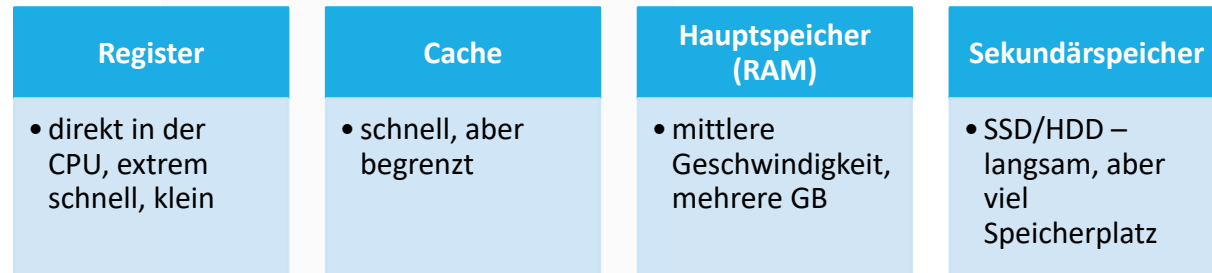 Register
• direkt in der
CPU, extrem
schnell, klein
Cache
• schnell, aber
begrenzt
Hauptspeicher
(RAM)
• mittlere
Geschwindigkeit,
mehrere GB
Sekundärspeicher
• SSD/HDD –
langsam, aber
viel
Speicherplatz